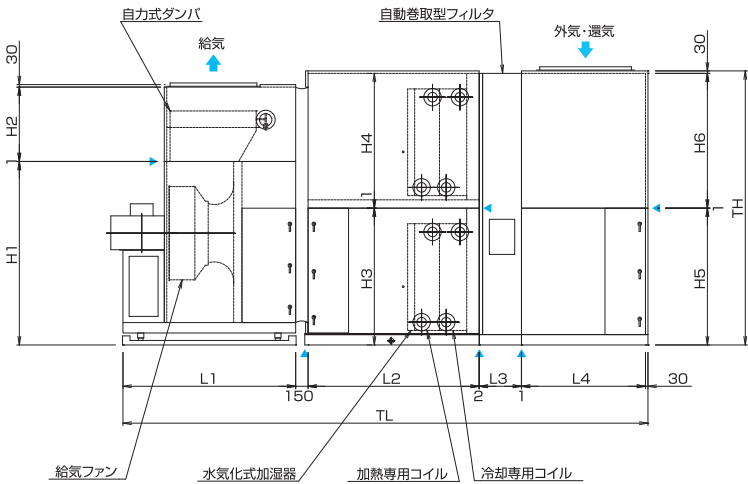 自力式ダンパ
給気
自動巻取型フィルタ
外気・還気
30
30
H2
H4
H6
1
1
1
TH
H1
H3
H5
L1
150
L2
2
L3
1
L4
30
TL
給気ファン
水気化式加湿器
加熱専用コイル
冷却専用コイル